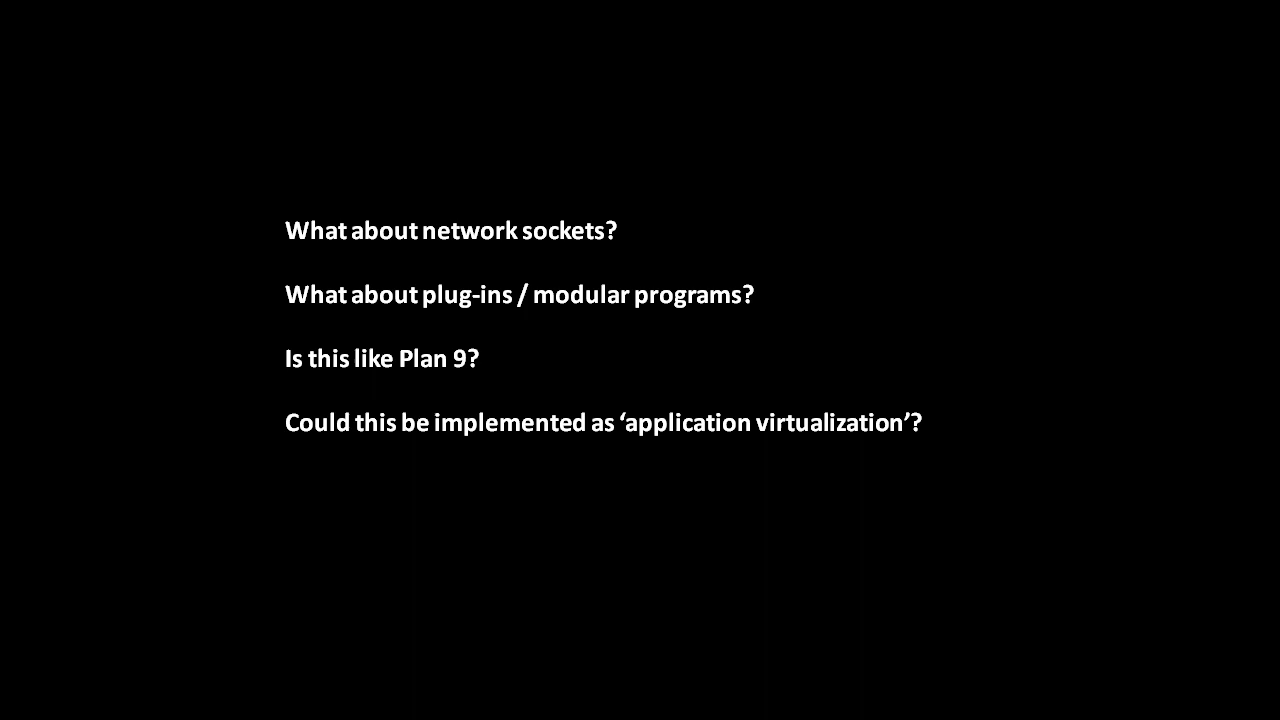 What about network sockets?
What about plug-ins / modular programs?
Is this like Plan 9?
Could this be implemented as ‘application virtualization’?